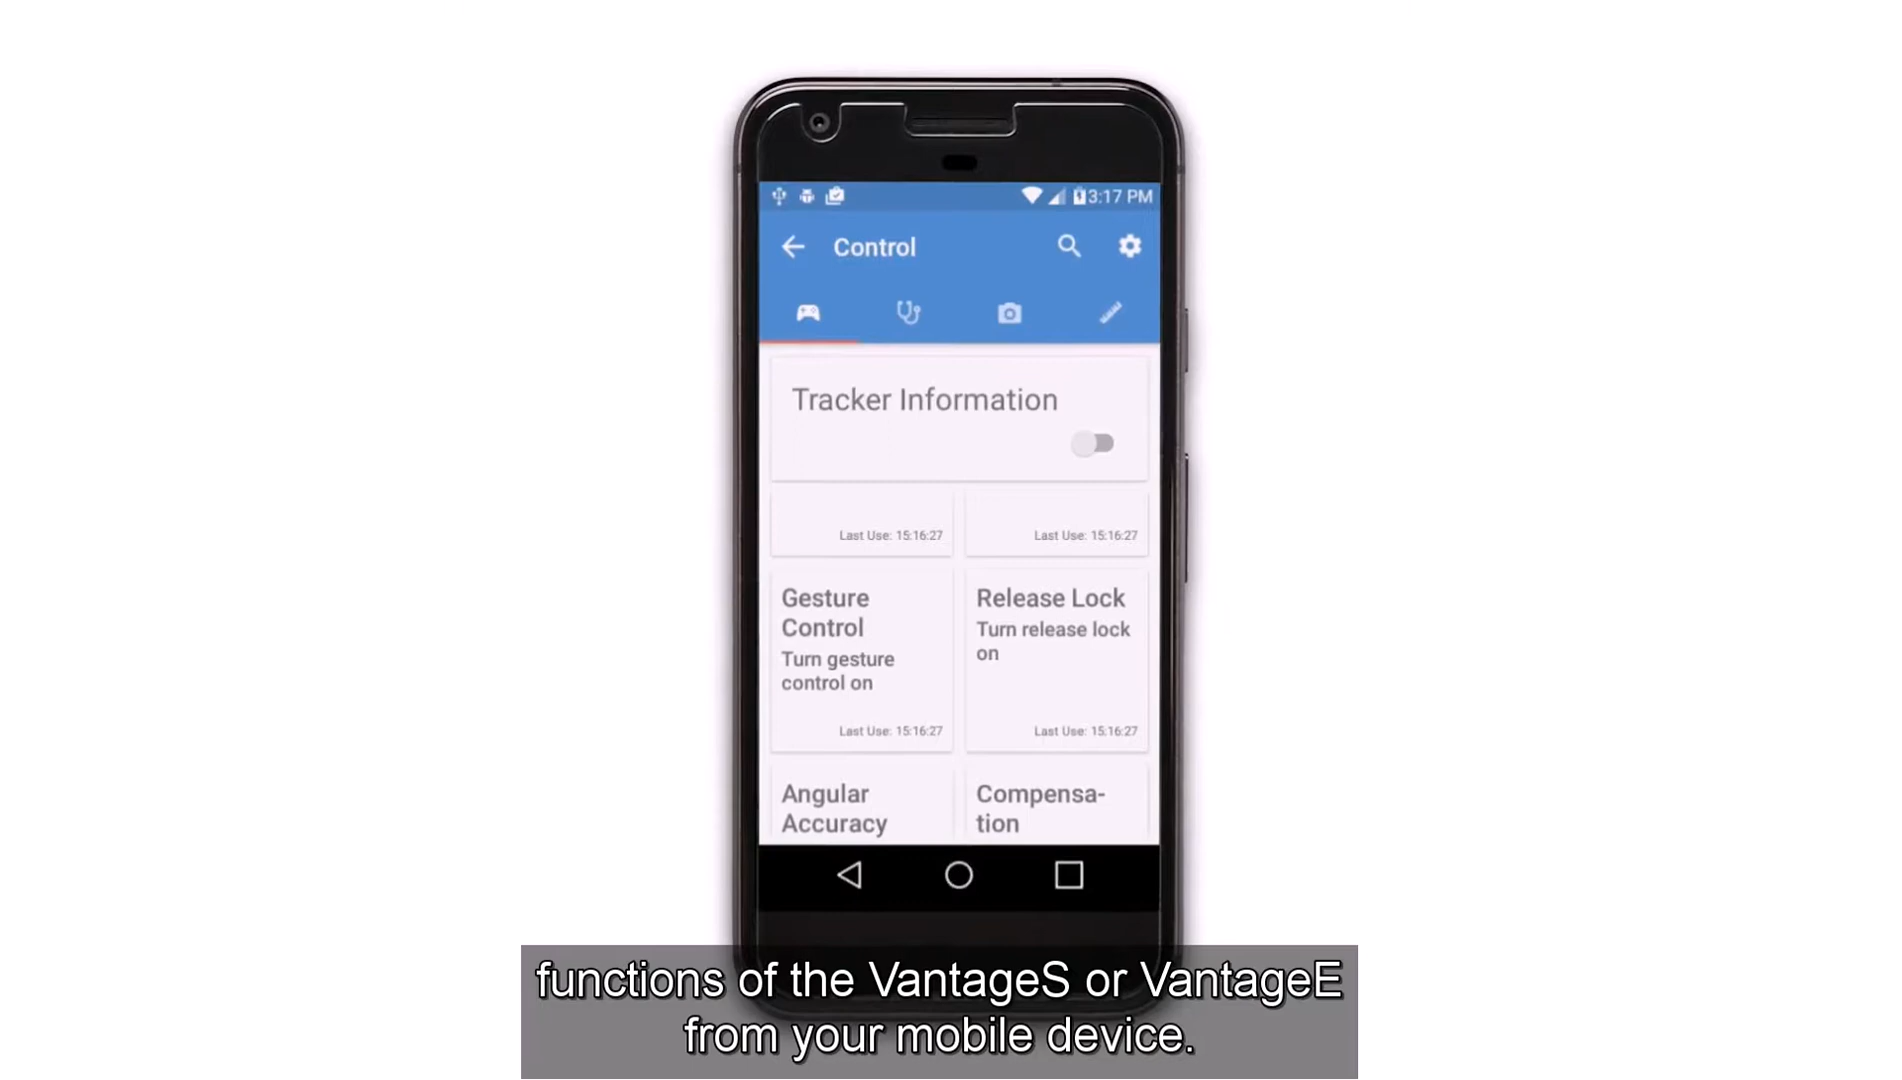 3:17 PM
Control
Tracker Information
Last Use: 15:16:27
Last Use: 15:16:27
Gesture
Control
Turn gesture
control on
Last Use: 15:16:27
Release Lock
Turn release lock
on
Last Use: 15:16:27
Angular
Accuracy
Compensa-
tion
functions of the VantageS or VantageE
from your mobile device.